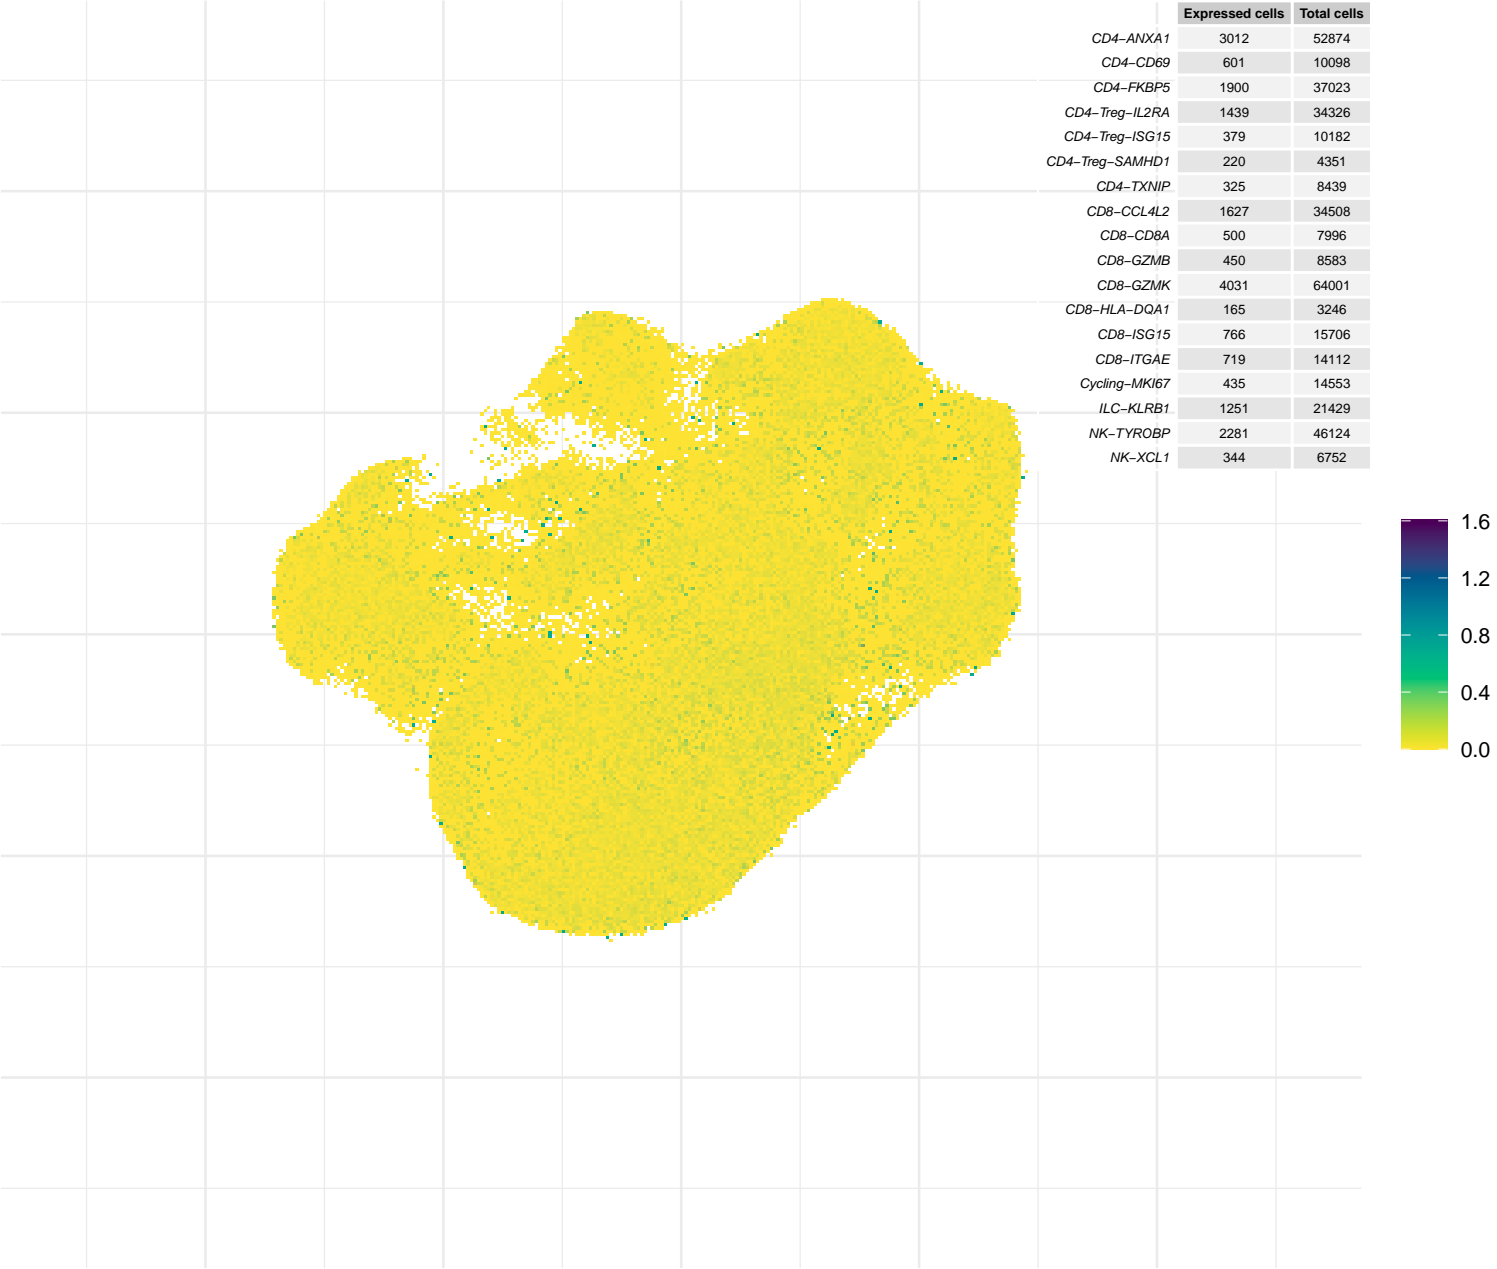 Expressed cells Total cells
CD4−ANXA1 3012 52874
CD4−CD69 601 10098
CD4−FKBP5 1900 37023
CD4−Treg−IL2RA 1439 34326
CD4−Treg−ISG15 379 10182
CD4−Treg−SAMHD1 220 4351
CD4−TXNIP 325 8439
CD8−CCL4L2 1627 34508
CD8−CD8A 500 7996
CD8−GZMB 450 8583
CD8−GZMK 4031 64001
CD8−HLA−DQA1 165 3246
CD8−ISG15 766 15706
CD8−ITGAE 719 14112
Cycling−MKI67 435 14553
ILC−KLRB1 1251 21429
NK−TYROBP 2281 46124
NK−XCL1 344 6752
1.6
1.2
0.8
0.4
0.0